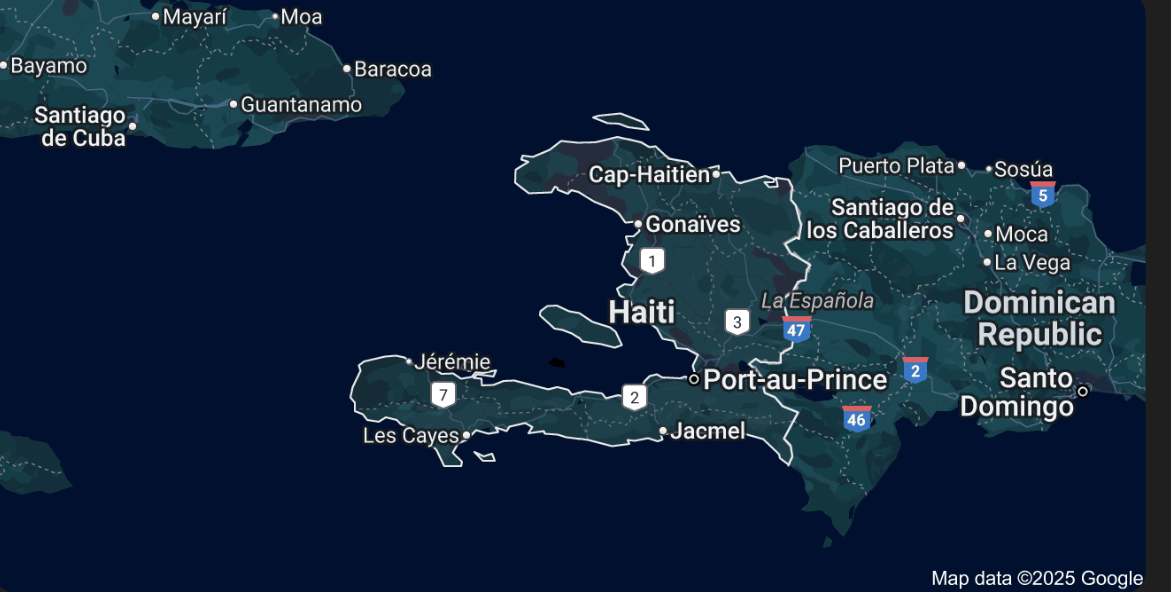 Mayarí
Moa
Bayamo
Baracoa
Guantanamo
Santiago
de Cuba
Cap-Haitien
Puerto Plata
Sosúa
5
Santiago de
los Caballeros
Gonaïves
Moca
1
La Vega
La Española
Haiti
3
47
Dominican
Republic
Jérémie
2
Port-au-Prince
Santo
Domingo
7
2
46
Les Cayes
Jacmel
Map data ©2025 Google